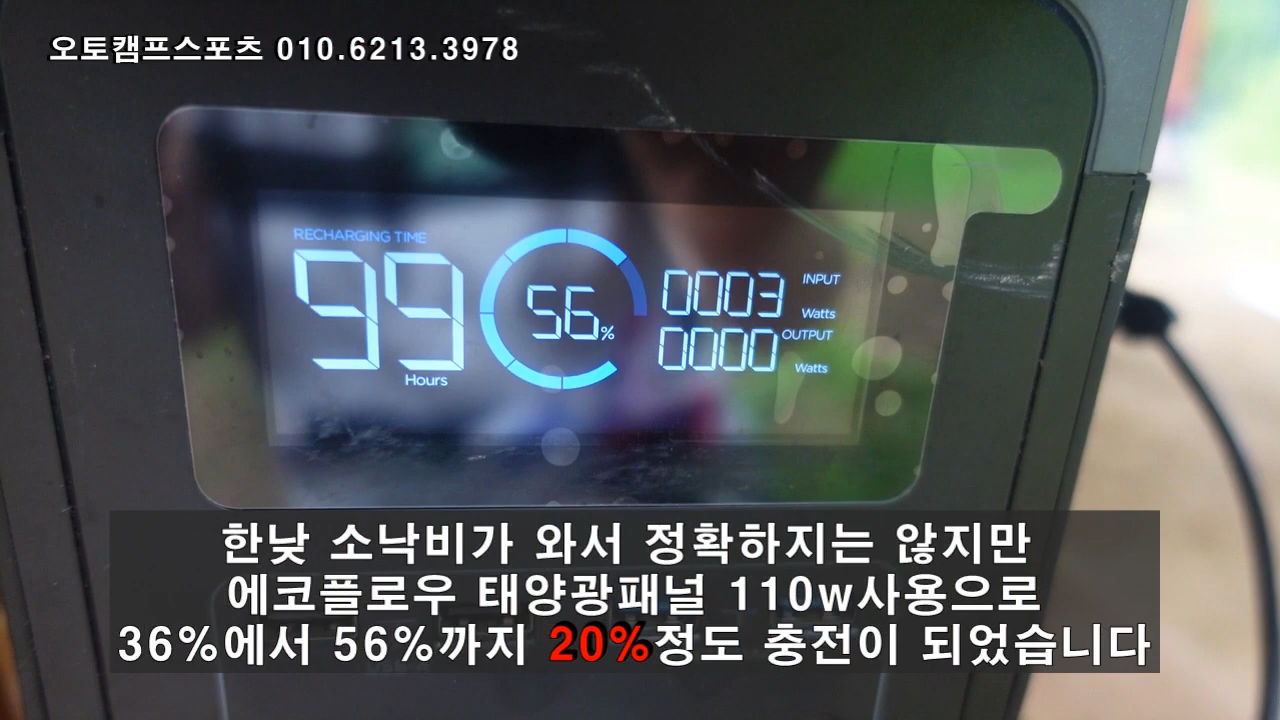 오토캠프스포츠 010.6213.3978
RECHARGING TIME
99
Hours
56%
0003 INPUT
Watts
0000 OUTPUT
Watts
한낮 소낙비가 와서 정확하지는 않지만
에코플로우 태양광패널 110w사용으로
36%에서 56%까지 20%정도 충전이 되었습니다